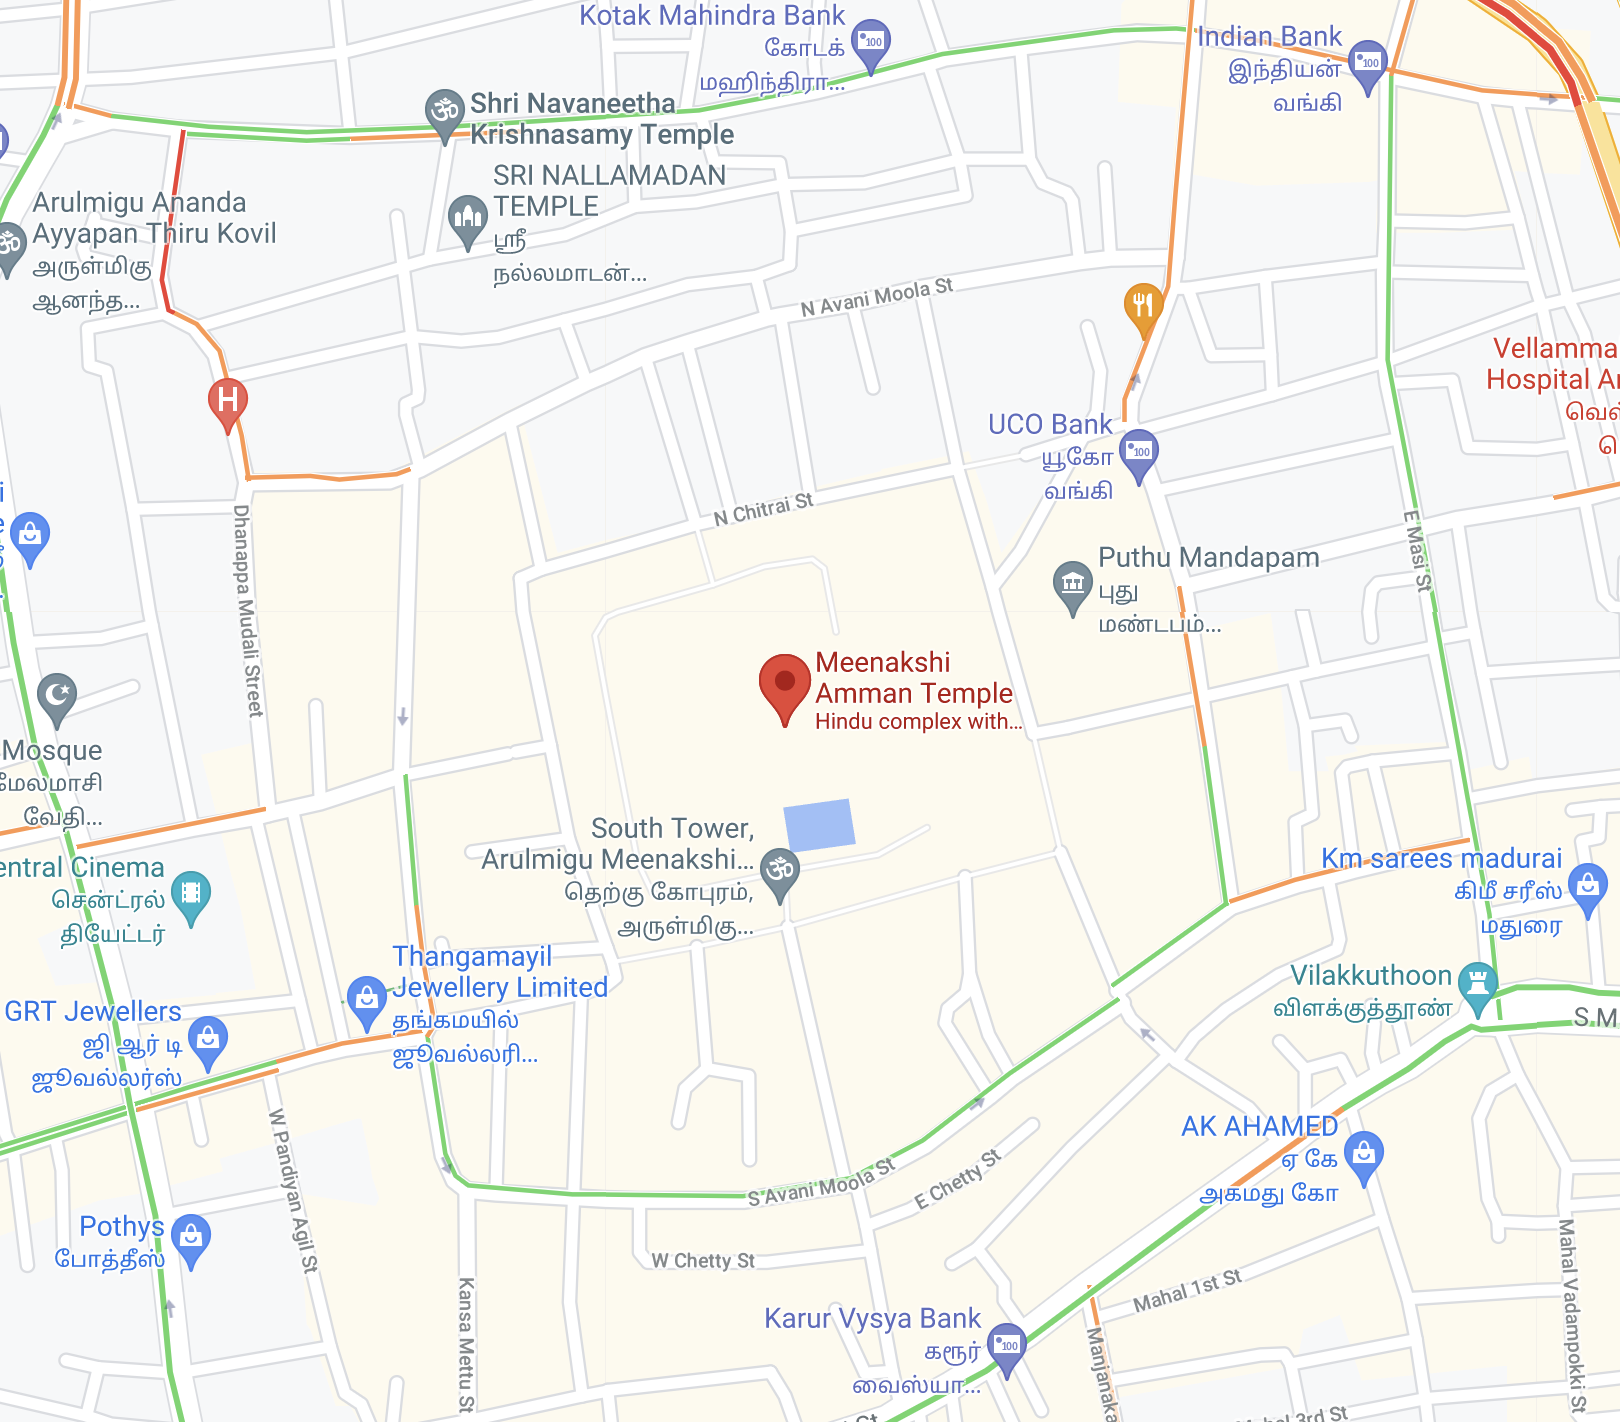 Kotak Mahindra Bank
கோடக்
மஹிந்திரா...
Indian Bank
இந்தியன்
வங்கி
Shri Navaneetha
Krishnasamy Temple
SRI NALLAMADAN
TEMPLE
ஸ்ரீ
நல்லமாடன்...
Arulmigu Ananda
Ayyapan Thiru Kovil
அருள்மிகு
ஆனந்த...
N Avani Moola St
Vellamma
Hospital
H
UCO Bank
யூகோ
வங்கி
N Chitrai St
Dhanappa Mudali Street
E Masi St
Puthu Mandapam
புது
மண்டபம்...
Meenakshi
Amman Temple
Hindu complex with...
Mosque
மேலமாசி
வேதி...
South Tower,
Arulmigu Meenakshi...
தெற்கு கோபுரம்,
அருள்மிகு...
entral Cinema
சென்ட்ரல்
தியேட்டர்
Km sarees madurai
கிமீ சரீஸ்
மதுரை
Thangamayil
Jewellery Limited
தங்கமயில்
ஜூவல்லரி...
Vilakkuthoon
விளக்குத்தூண்
S M
GRT Jewellers
ஜி ஆர் டி
ஜூவல்லர்ஸ்
W Pandiyan Agil St
AK AHAMED
ஏ கே
அகமது கோ
S Avani Moola St
E Chetty St
W Chetty St
Pothys
போத்தீஸ்
Kansa Mettu St
Mahal 1st St
Mahal Vadampokki St
Karur Vysya Bank
கரூர்
வைஸ்யா...
Manjanaka
3rd St